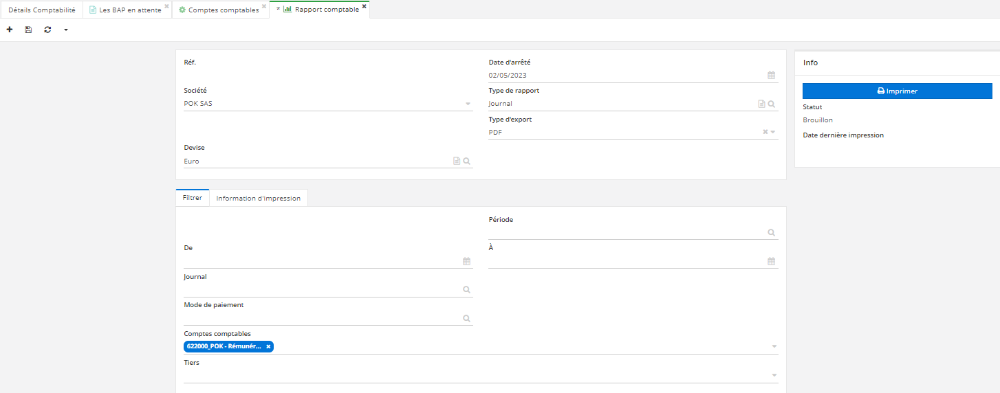 Détails Comptabilité
Les BAP en attente
Comptes comptables
* Rapport comptable
Réf.
Date d'arrêté
02/05/2023
Société
POK SAS
Type de rapport
Journal
Type d'export
PDF
Devise
Euro
Info
Imprimer
Statut
Brouillon
Date dernière impression
Filtrer
Information d'impression
Période
De
À
Journal
Mode de paiement
Comptes comptables
622000_POK - Rémunér...
Tiers